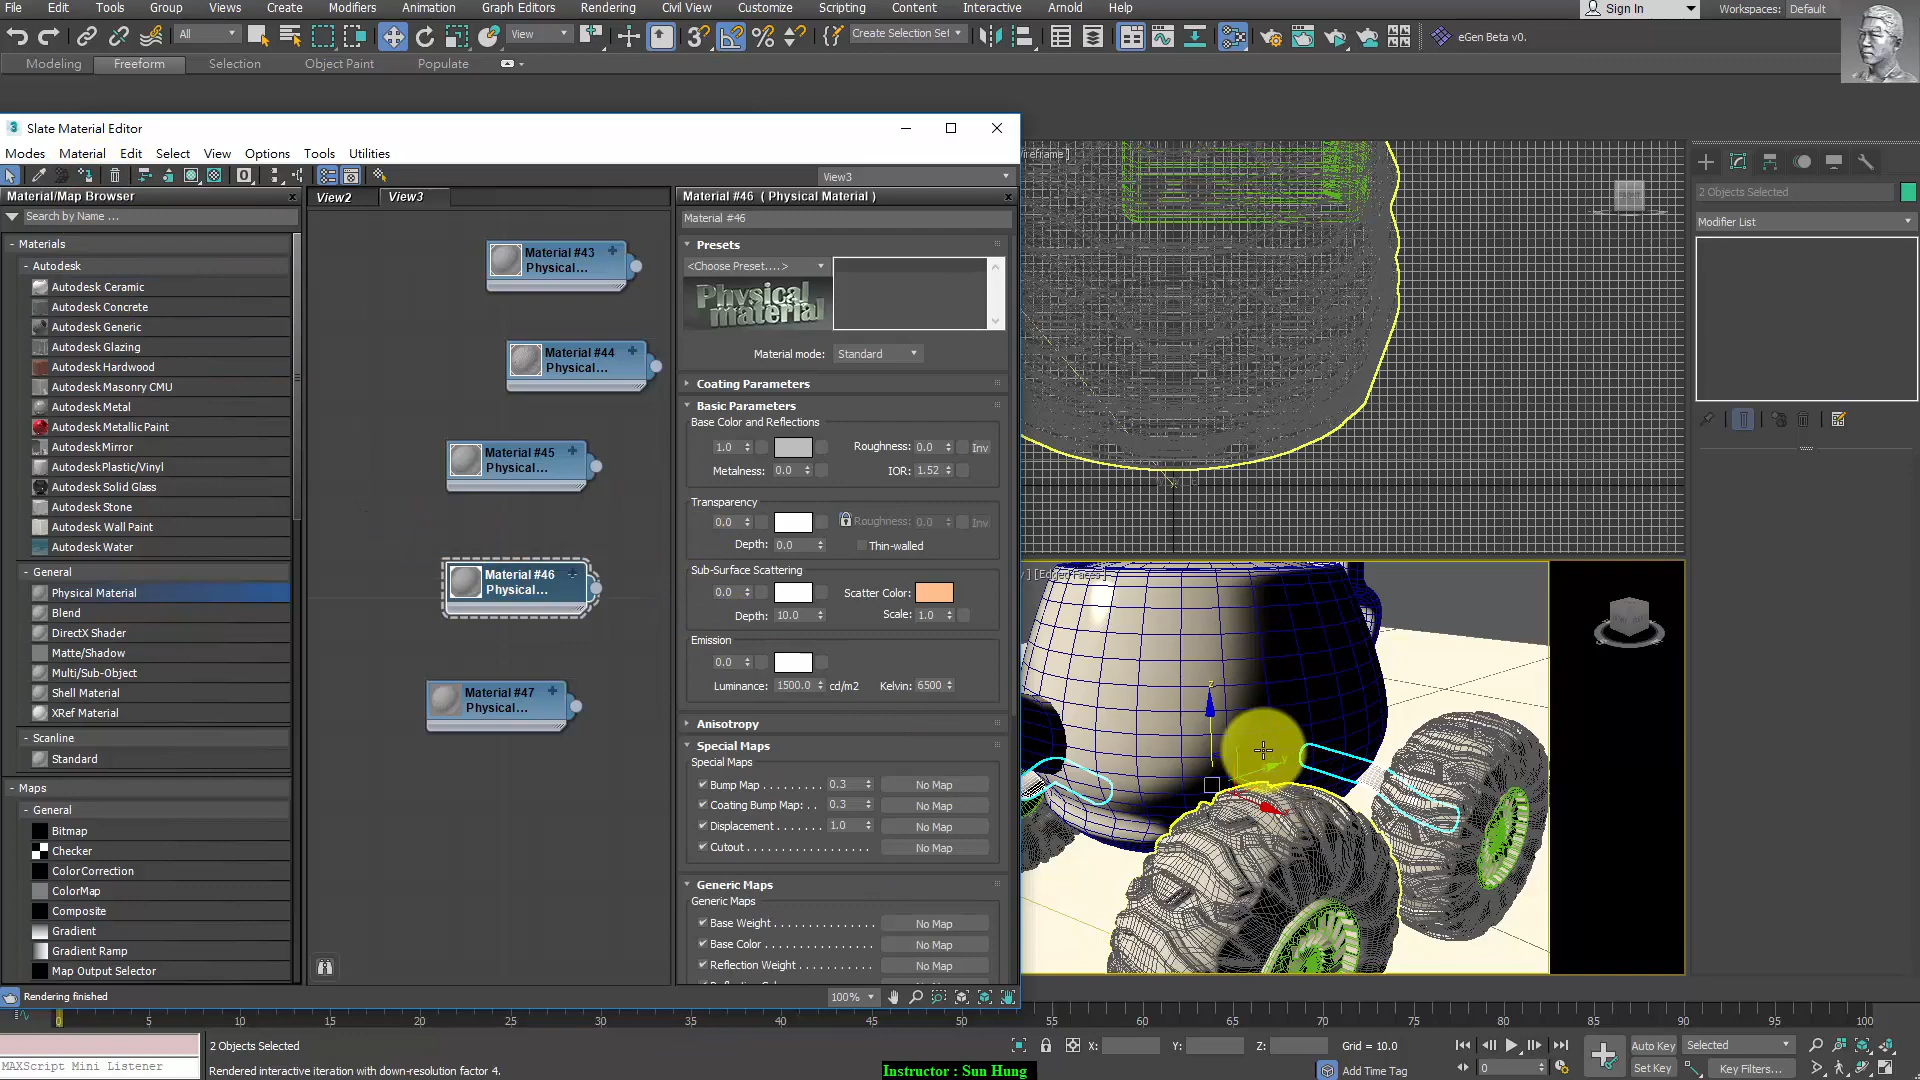 File Edit Tools Group Views Create Modifiers Animation Graph Editors Rendering Civil View Customize Scripting Content Interactive Arnold Help
Sign In Workspaces: Default
All View Create Selection Set eGen Beta v0.
Modeling Freeform Selection Object Paint Populate
3 Slate Material Editor
Modes Material Edit Select View Options Tools Utilities
View3
Material/Map Browser
Search by Name ...
- Materials
- Autodesk
Autodesk Ceramic
Autodesk Concrete
Autodesk Generic
Autodesk Glazing
Autodesk Hardwood
Autodesk Masonry CMU
Autodesk Metal
Autodesk Metallic Paint
Autodesk Mirror
Autodesk Plastic/Vinyl
Autodesk Solid Glass
Autodesk Stone
Autodesk Wall Paint
Autodesk Water
- General
Physical Material
Blend
DirectX Shader
Matte/Shadow
Multi/Sub-Object
Shell Material
XRef Material
- Scanline
Standard
- Maps
- General
Bitmap
Checker
Color Correction
ColorMap
Composite
Gradient
Gradient Ramp
Map Output Selector
View2 View3
Material #43
Physical...
Material #44
Physical...
Material #45
Physical...
Material #46
Physical...
Material #47
Physical...
Material #46 ( Physical Material )
Material #46
Presets
<Choose Preset....>
Physical material
Material mode: Standard
Coating Parameters
Basic Parameters
Base Color and Reflections
1.0 Roughness: 0.0 Inv
Metalness: 0.0 IOR: 1.52
Transparency
0.0 Roughness: 0.0 Inv
Depth: 0.0 Thin-walled
Sub-Surface Scattering
0.0 Scatter Color:
Depth: 10.0 Scale: 1.0
Emission
0.0
Luminance: 1500.0 cd/m2 Kelvin: 6500
Anisotropy
Special Maps
Special Maps
Bump Map . . . . . . . . . 0.3 No Map
Coating Bump Map: . . 0.3 No Map
Displacement . . . . . . . 1.0 No Map
Cutout . . . . . . . . . . . . . . . . . . No Map
Generic Maps
Generic Maps
Base Weight . . . . . . . . . . . . . . . No Map
Base Color . . . . . . . . . . . . . . . . No Map
Reflection Weight . . . . . . . . . . . No Map
ireframe ]
] [Edged Faces ]
z
y
2 Objects Selected
Modifier List
Rendering finished
100%
0 5 10 15 20 25 30 35 40 45 50 55 60 65 70 75 80 85 90 95 100
2 Objects Selected
X: Y: Z: Grid = 10.0
Auto Key Selected
MAXScript Mini Listener
Rendered interactive iteration with down-resolution factor 4.
Instructor : Sun Hung
Add Time Tag
0
Set Key Key Filters...